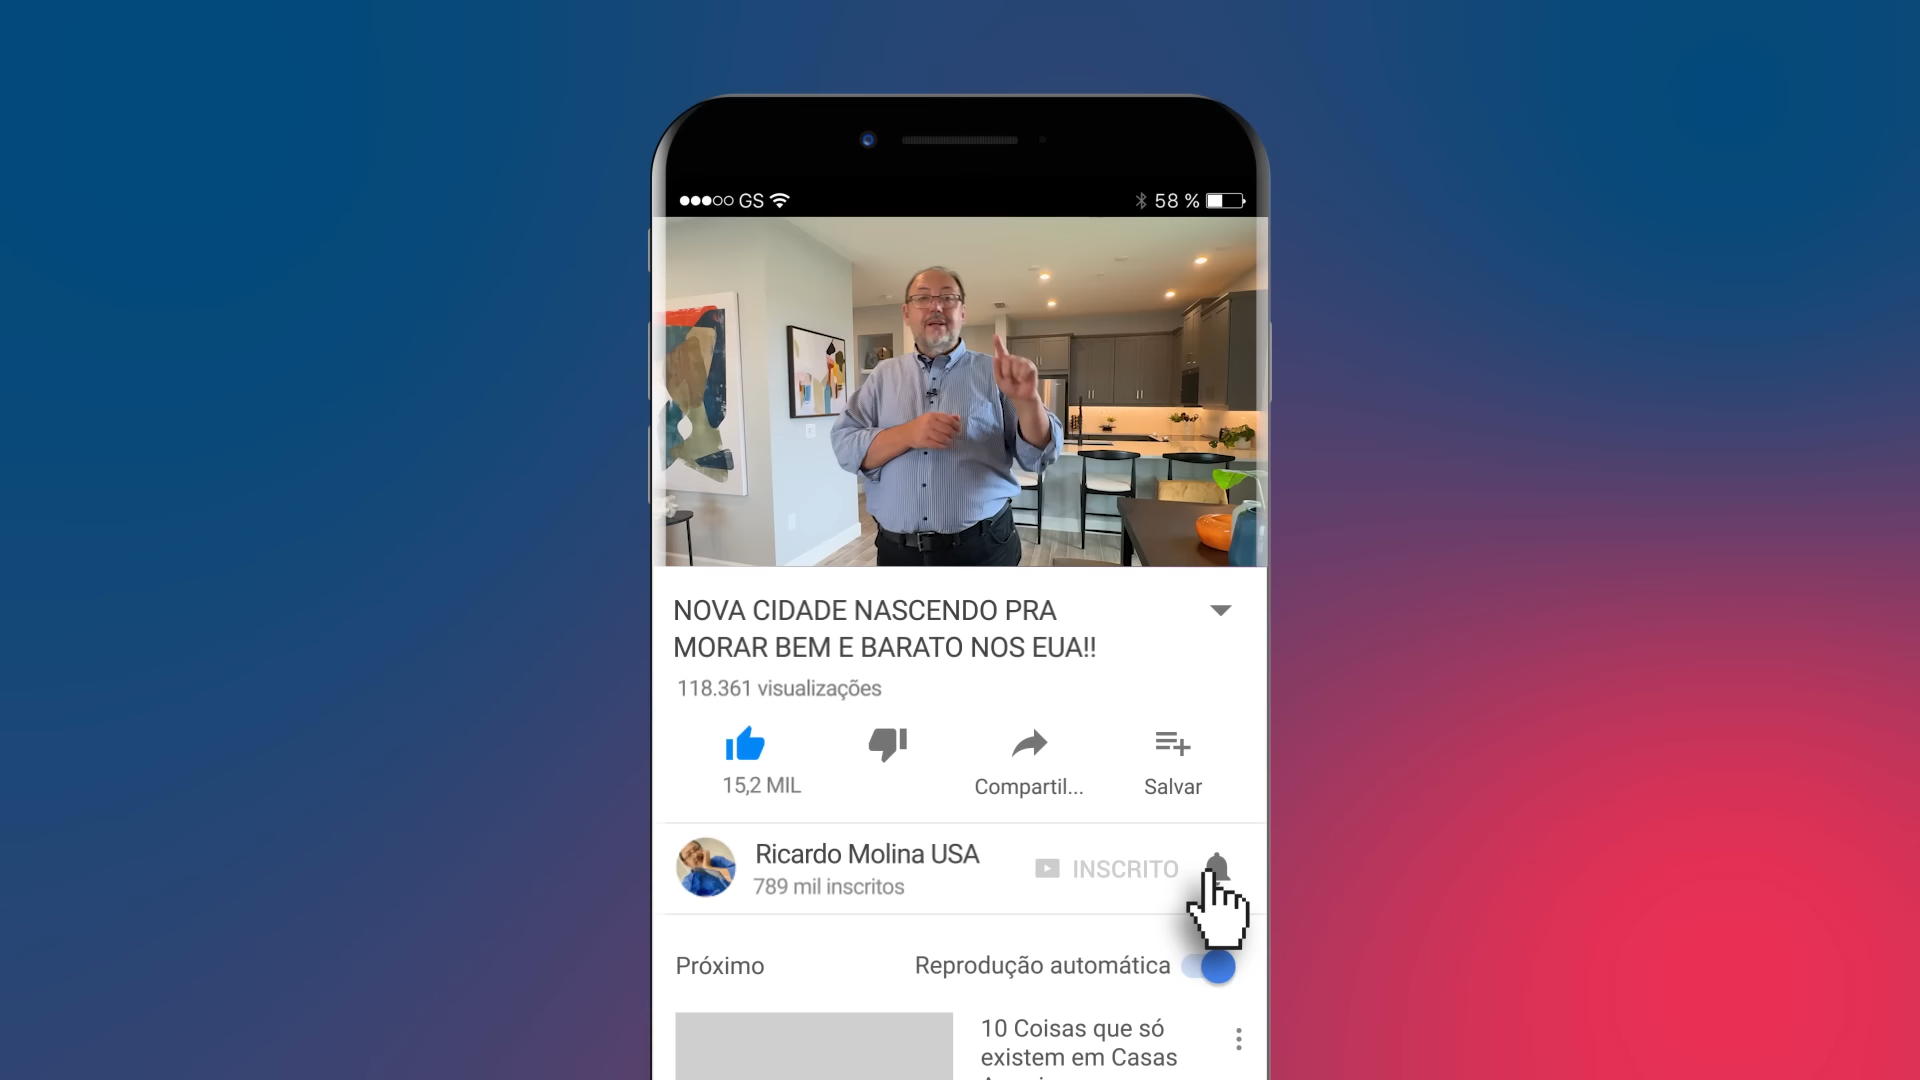 GS
58 %
NOVA CIDADE NASCENDO PRA
MORAR BEM E BARATO NOS EUA!!
118.361 visualizações
15,2 MIL
Compartil...
Salvar
Ricardo Molina USA
INSCRITO
789 mil inscritos
Próximo
Reprodução automática
10 Coisas que só
existem em Casas